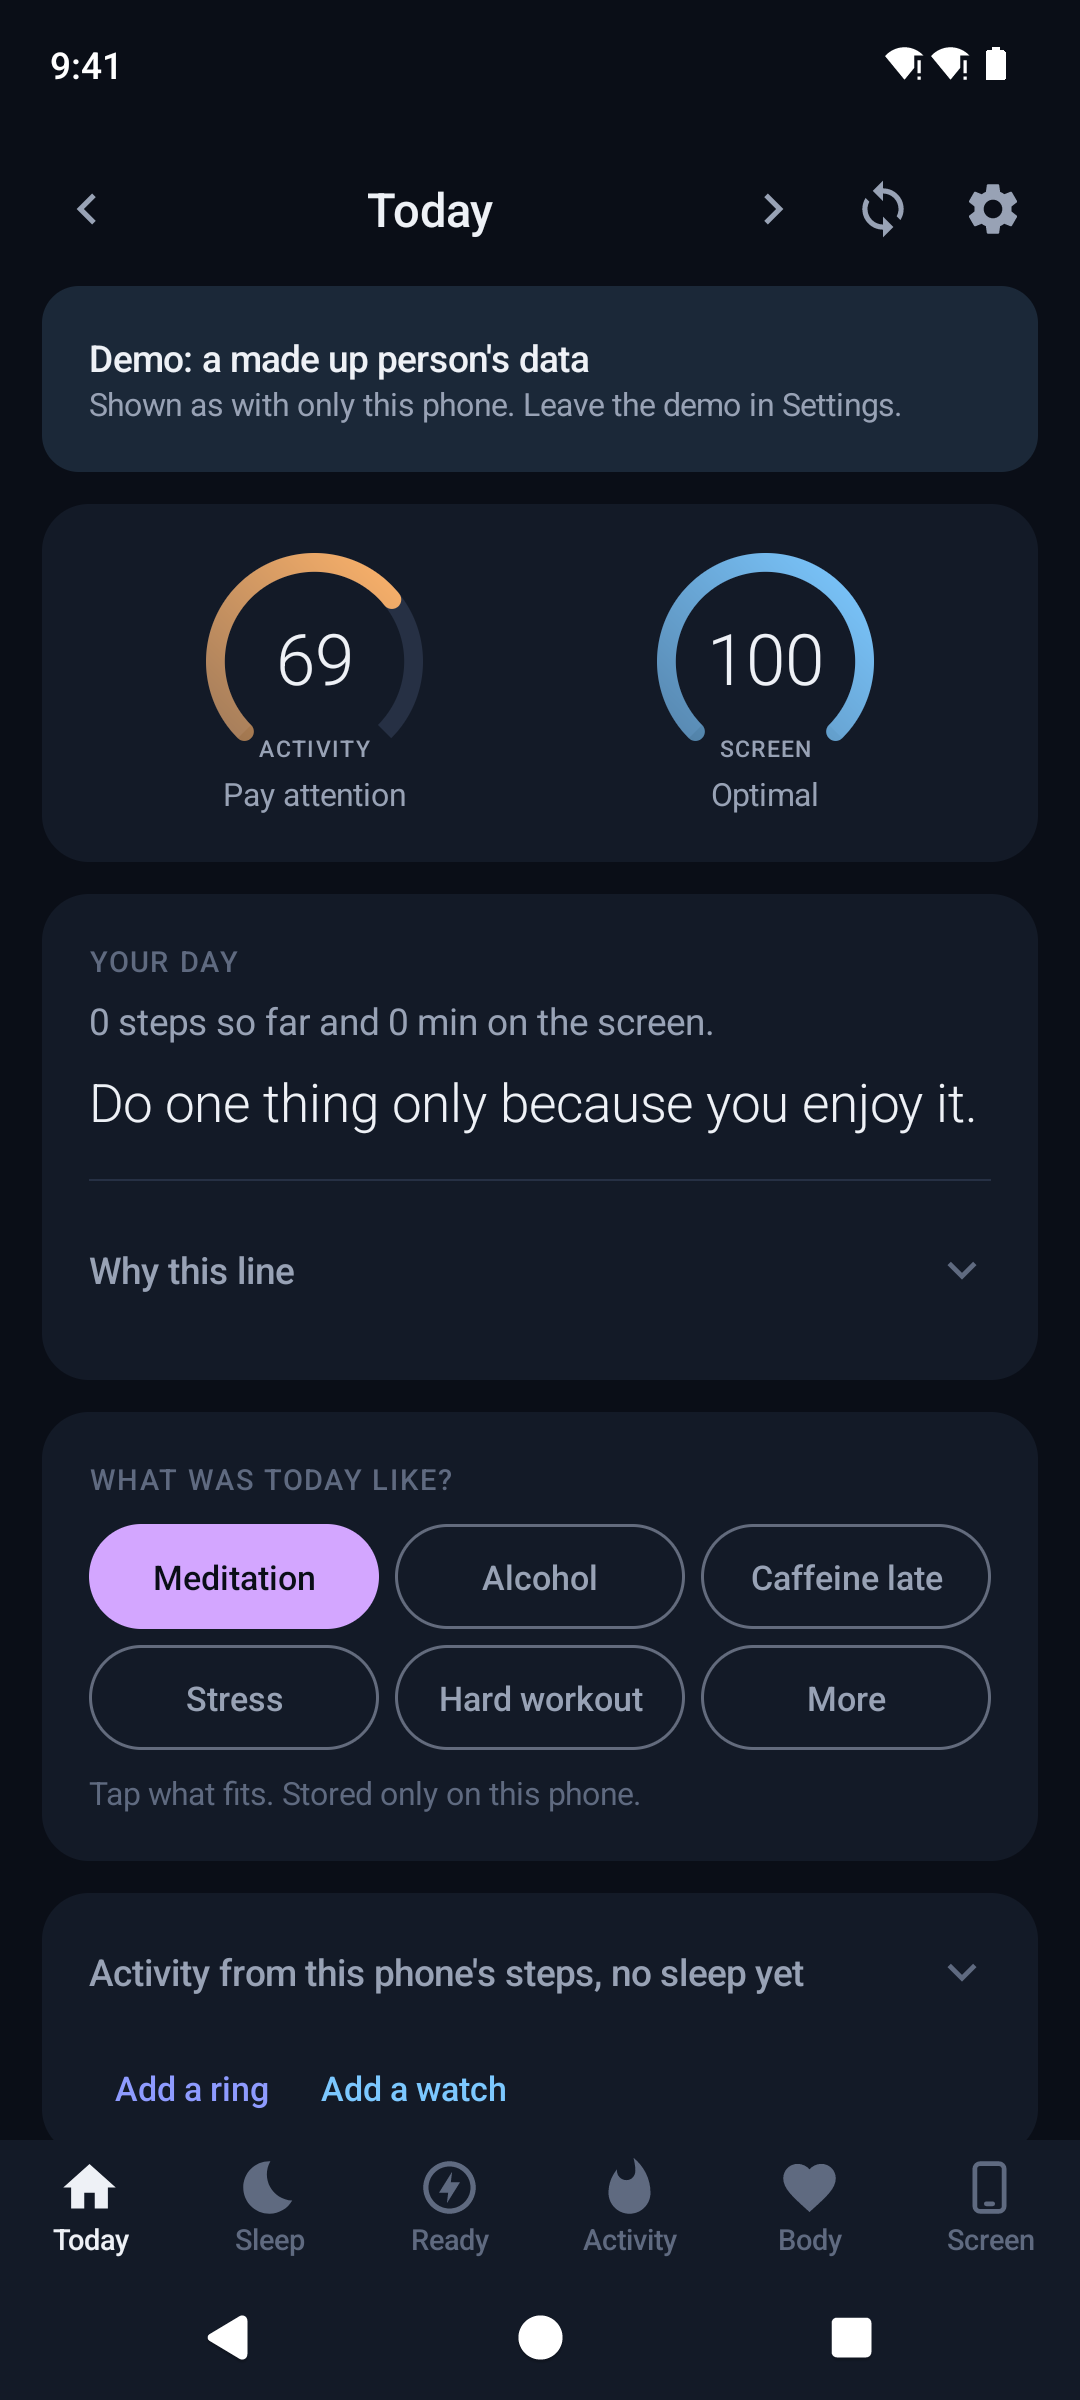 9:41
Today
Demo: a made up person's data
Shown as with only this phone. Leave the demo in Settings.
69
ACTIVITY
Pay attention
100
SCREEN
Optimal
YOUR DAY
0 steps so far and 0 min on the screen.
Do one thing only because you enjoy it.
Why this line
WHAT WAS TODAY LIKE?
Meditation
Alcohol
Caffeine late
Stress
Hard workout
More
Tap what fits. Stored only on this phone.
Activity from this phone's steps, no sleep yet
Add a ring
Add a watch
Today
Sleep
Ready
Activity
Body
Screen